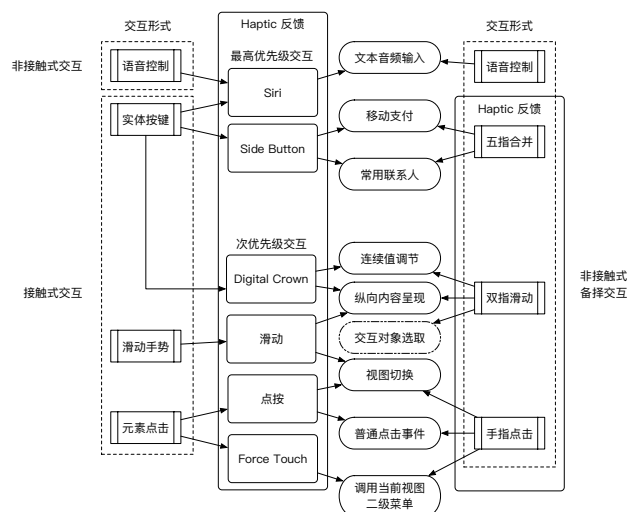 交互形式
Haptic 反馈
交互形式
非接触式交互
语音控制
最高优先级交互
Siri
文本音频输入
语音控制
实体按键
Side Button
移动支付
常用联系人
Haptic 反馈
五指合并
接触式交互
次优先级交互
Digital Crown
连续值调节
纵向内容呈现
交互对象选取
双指滑动
非接触式
备择交互
滑动手势
滑动
视图切换
元素点击
点按
普通点击事件
手指点击
Force Touch
调用当前视图
二级菜单